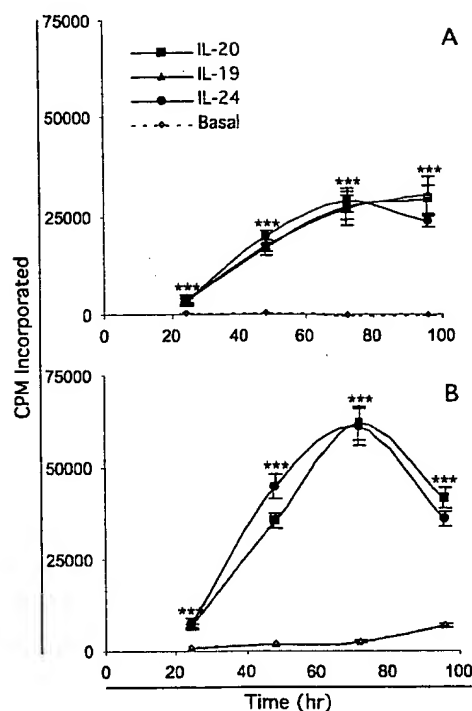 75000
A
IL-20
IL-19
IL-24
Basal
50000
***
***
25000
***
***
0
0 20 40 60 80 100
CPM Incorporated
75000
B
***
50000
***
***
25000
***
0
0 20 40 60 80 100
Time (hr)